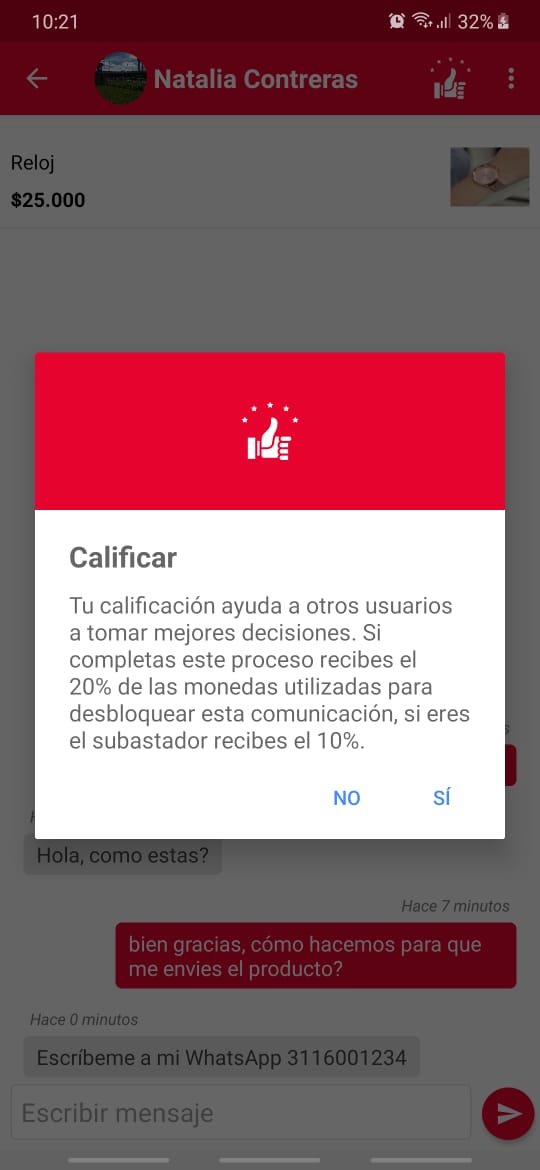 10:21
32%
Natalia Contreras
Reloj
$25.000
Calificar
Tu calificación ayuda a otros usuarios
a tomar mejores decisiones. Si
completas este proceso recibes el
20% de las monedas utilizadas para
desbloquear esta comunicación, si eres
el subastador recibes el 10%.
NO
SÍ
Hola, como estas?
Hace 7 minutos
bien gracias, cómo hacemos para que
me envies el producto?
Hace 0 minutos
Escríbeme a mi WhatsApp 3116001234
Escribir mensaje